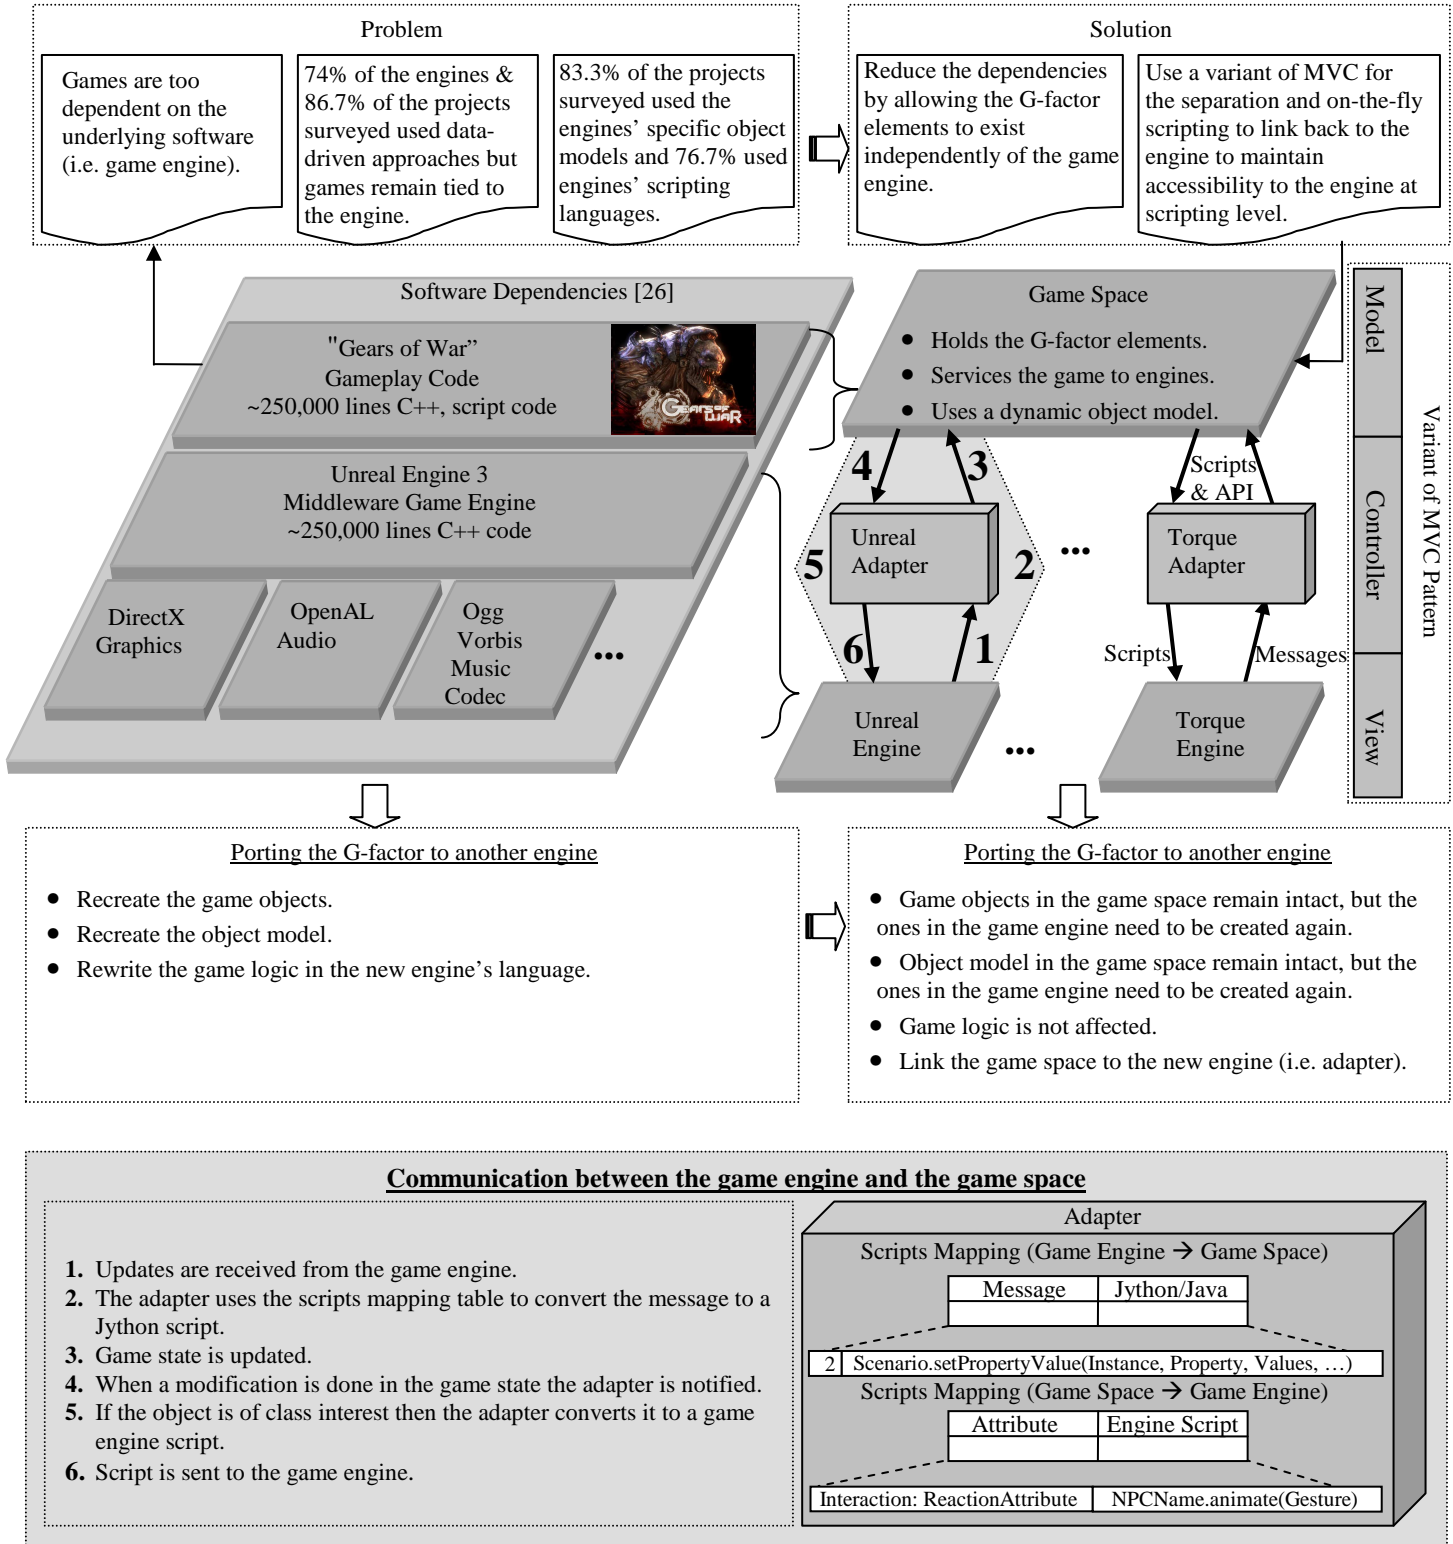 Problem
Games are too
dependent on the
underlying software
(i.e. game engine).
74% of the engines &
86.7% of the projects
surveyed used data-
driven approaches but
games remain tied to
the engine.
83.3% of the projects
surveyed used the
engines’ specific object
models and 76.7% used
engines’ scripting
languages.
Solution
Reduce the dependencies
by allowing the G-factor
elements to exist
independently of the game
engine.
Use a variant of MVC for
the separation and on-the-fly
scripting to link back to the
engine to maintain
accessibility to the engine at
scripting level.
Software Dependencies [26]
"Gears of War”
Gameplay Code
~250,000 lines C++, script code
GEARS OF
WAR
Unreal Engine 3
Middleware Game Engine
~250,000 lines C++ code
DirectX
Graphics
OpenAL
Audio
Ogg
Vorbis
Music
Codec
...
Game Space
• Holds the G-factor elements.
• Services the game to engines.
• Uses a dynamic object model.
4
3
Scripts
& API
Unreal
Adapter
5
2
...
Torque
Adapter
6
1
Scripts
Messages
Unreal
Engine
...
Torque
Engine
Model
Controller
View
Variant of MVC Pattern
Porting the G-factor to another engine
• Recreate the game objects.
• Recreate the object model.
• Rewrite the game logic in the new engine’s language.
Porting the G-factor to another engine
• Game objects in the game space remain intact, but the
ones in the game engine need to be created again.
• Object model in the game space remain intact, but the
ones in the game engine need to be created again.
• Game logic is not affected.
• Link the game space to the new engine (i.e. adapter).
Communication between the game engine and the game space
1. Updates are received from the game engine.
2. The adapter uses the scripts mapping table to convert the message to a
Jython script.
3. Game state is updated.
4. When a modification is done in the game state the adapter is notified.
5. If the object is of class interest then the adapter converts it to a game
engine script.
6. Script is sent to the game engine.
Adapter
Scripts Mapping (Game Engine → Game Space)
Message Jython/Java
2 Scenario.setPropertyValue(Instance, Property, Values, …)
Scripts Mapping (Game Space → Game Engine)
Attribute Engine Script
Interaction: ReactionAttribute NPCName.animate(Gesture)